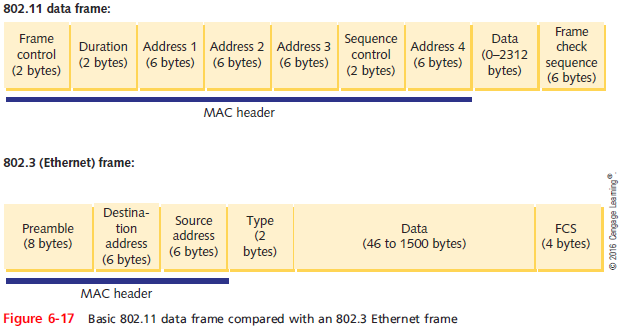 802.11 data frame:
Frame
control
(2 bytes)
Duration
(2 bytes)
Address 1
(6 bytes)
Address 2
(6 bytes)
Address 3
(6 bytes)
Sequence
control
(2 bytes)
Address 4
(6 bytes)
Data
(0–2312
bytes)
Frame
check
sequence
(6 bytes)
MAC header
802.3 (Ethernet) frame:
Preamble
(8 bytes)
Destina-
tion
address
(6 bytes)
Source
address
(6 bytes)
Type
(2
bytes)
Data
(46 to 1500 bytes)
FCS
(4 bytes)
MAC header
© 2016 Cengage Learning®.
Figure 6-17 Basic 802.11 data frame compared with an 802.3 Ethernet frame